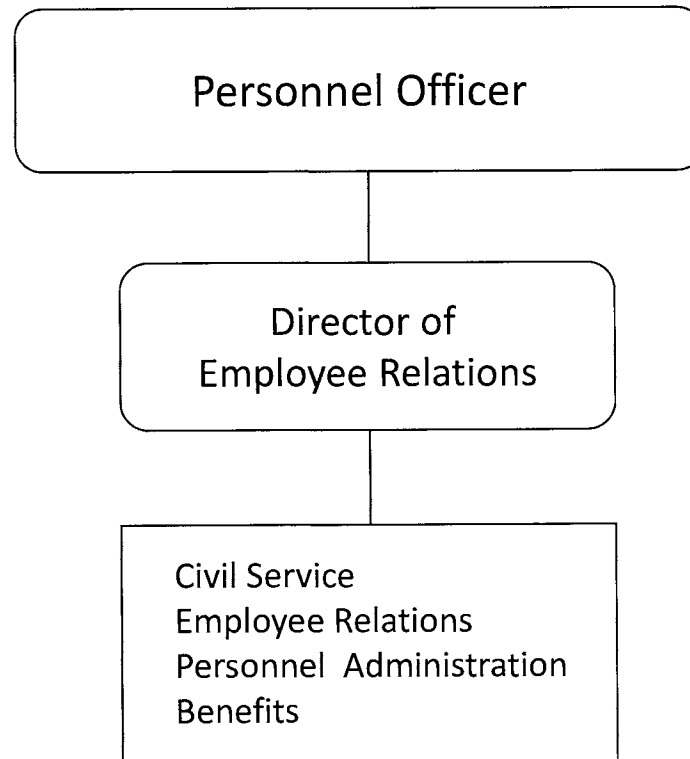 Personnel Officer
Director of
Employee Relations
Civil Service
Employee Relations
Personnel Administration
Benefits